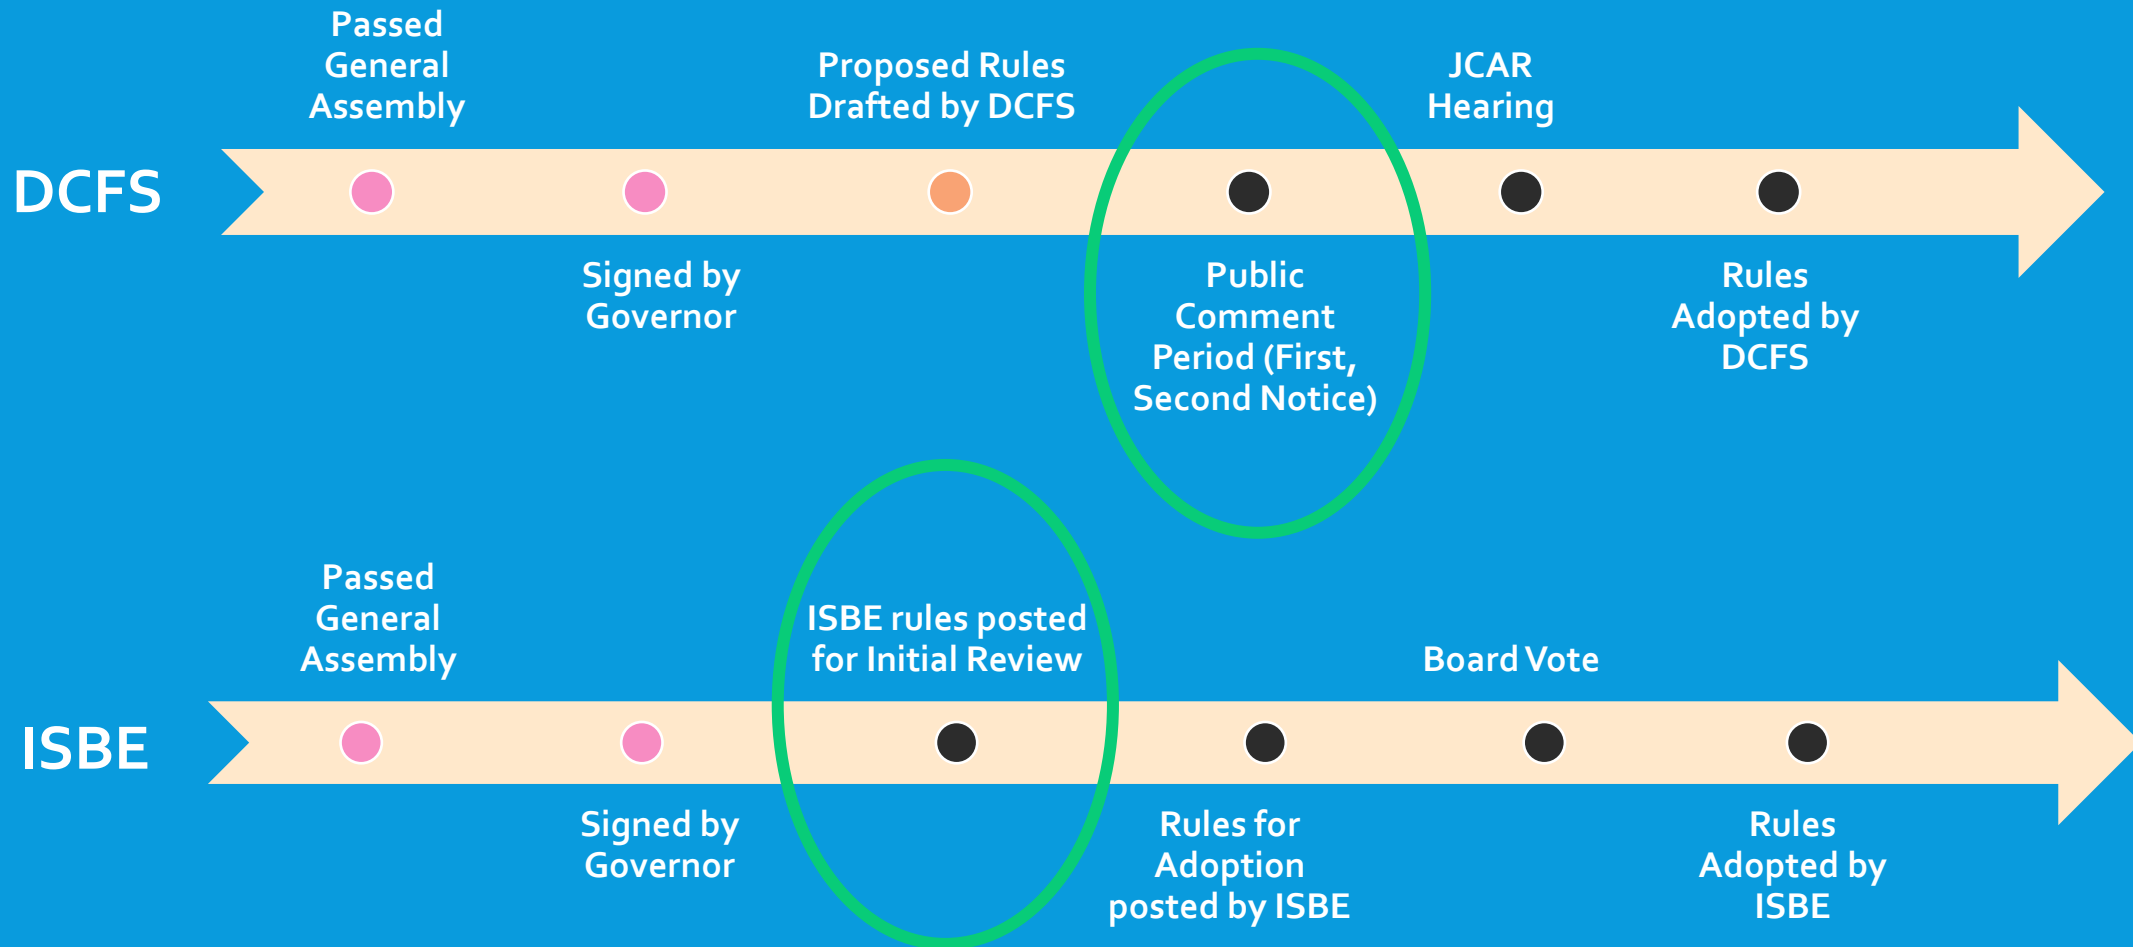 Passed
General
Assembly
Proposed Rules
Drafted by DCFS
JCAR
Hearing
DCFS
Signed by
Governor
Public
Comment
Period (First,
Second Notice)
Rules
Adopted by
DCFS
Passed
General
Assembly
ISBE rules posted
for Initial Review
Board Vote
ISBE
Signed by
Governor
Rules for
Adoption
posted by ISBE
Rules
Adopted by
ISBE